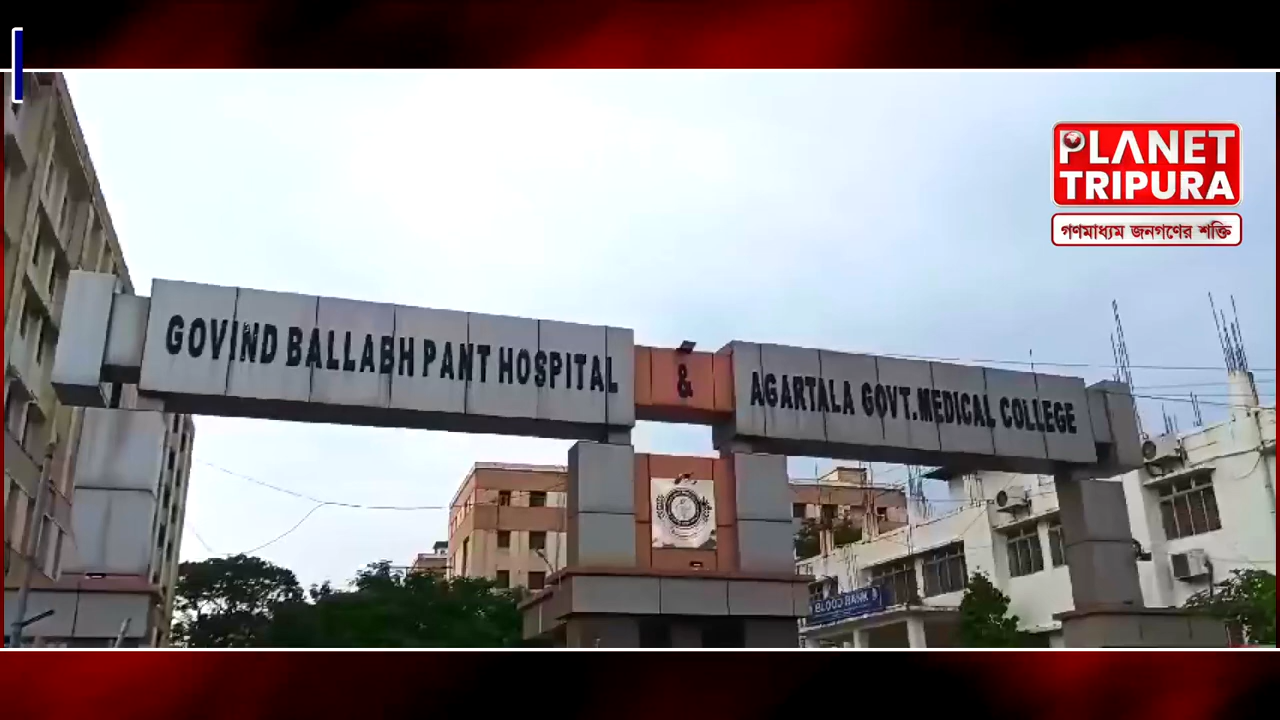 PLANET
TRIPURA
গণমাধ্যম জনগণের শক্তি
GOVIND BALLABH PANT HOSPITAL
&
AGARTALA GOVT. MEDICAL COLLEGE
BLOOD BANK